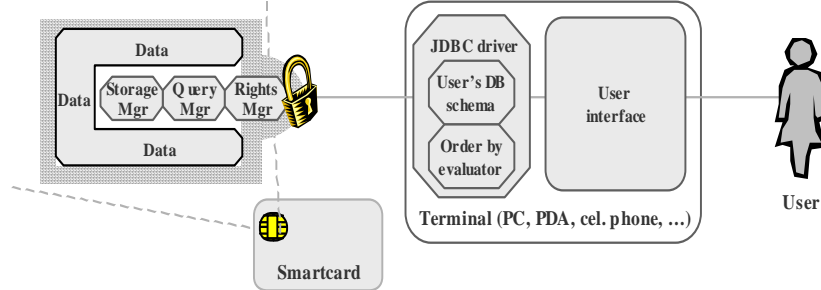 Data
Data
Storage
Mgr
Query
Mgr
Rights
Mgr
Data
Smartcard
JDBC driver
User's DB
schema
Order by
evaluator
User
interface
Terminal (PC, PDA, cel. phone, …)
User